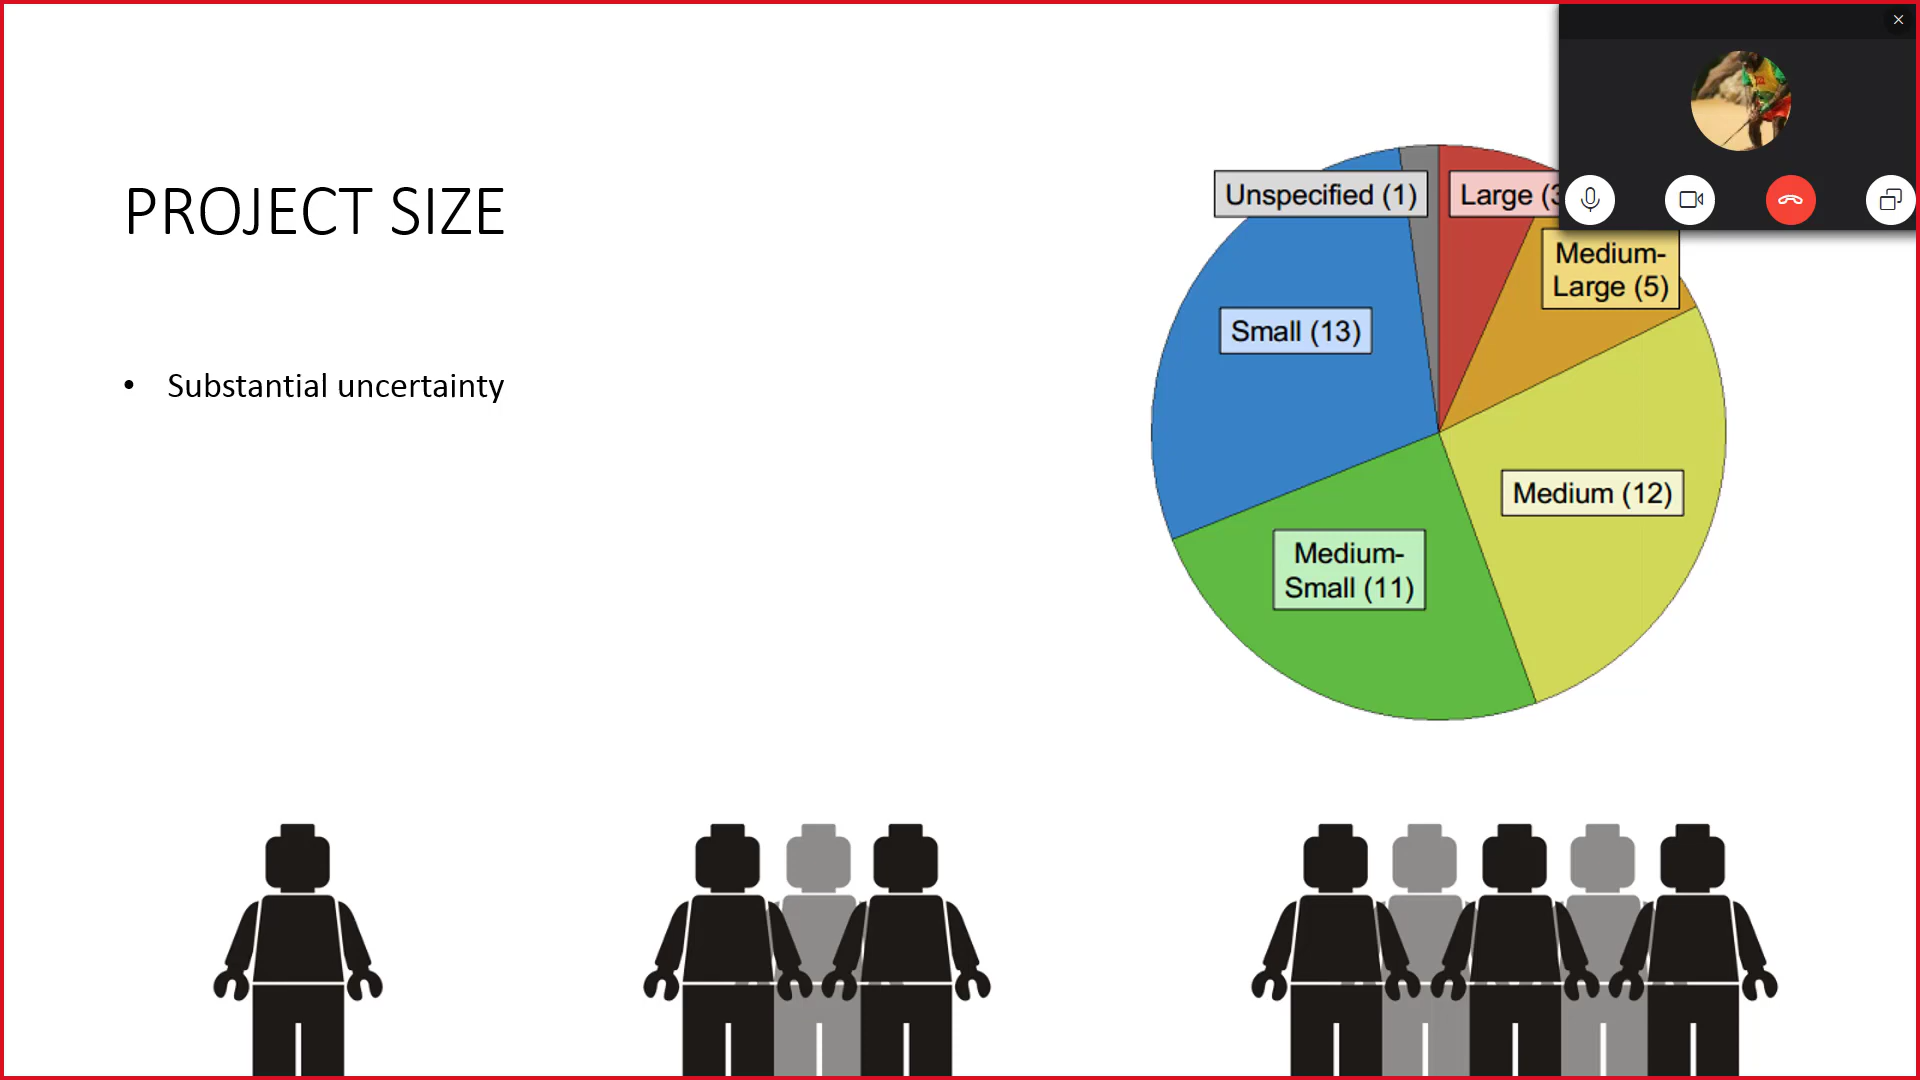 PROJECT SIZE
• Substantial uncertainty
Unspecified (1)
Large (3
Medium-
Large (5)
Small (13)
Medium (12)
Medium-
Small (11)